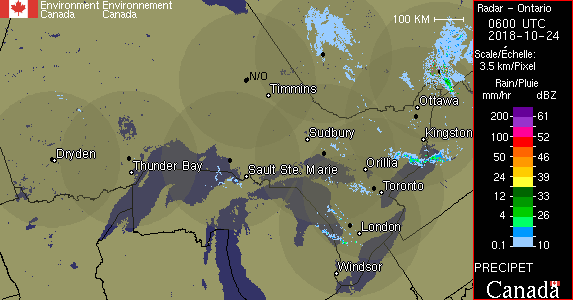 Environment Environnement
Canada Canada
100 KM
N/O
Timmins
Ottawa
Sudbury
Kingston
Dryden
Thunder Bay
Sault Ste. Marie
Orillia
Toronto
London
Windsor
Radar - Ontario
0600 UTC
2018-10-24
Scale/Échelle:
3.5 km/Pixel
Rain/Pluie
mm/hr dBZ
200 61
100 52
50 46
24 39
12 33
4 26
0.1 10
PRECIPET
Canada